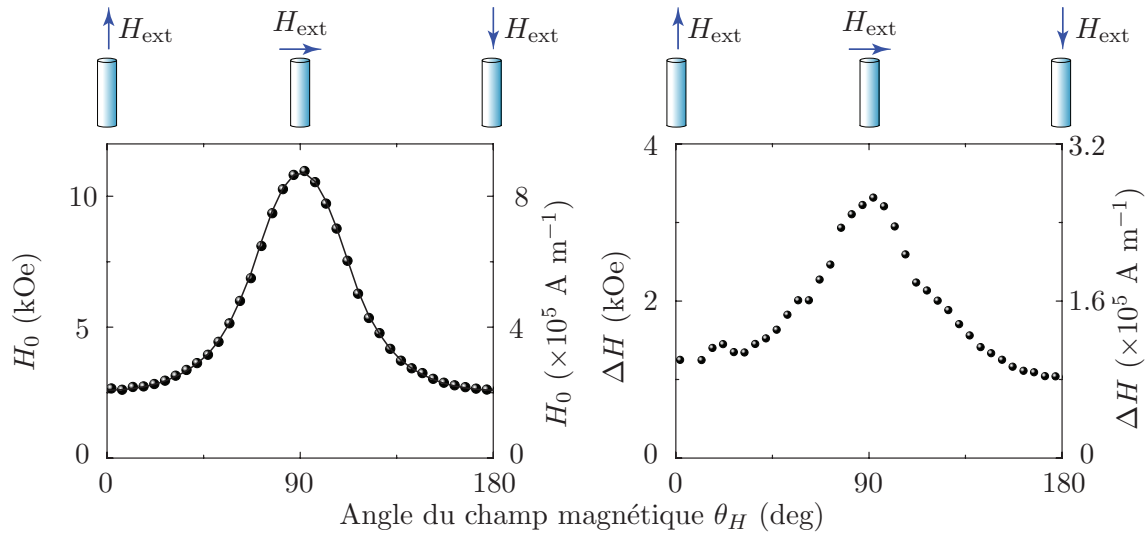 H_ext H_ext H_ext H_ext H_ext H_ext
10
5
0
H_0 (kOe)
8
4
0
H_0 (×10^5 A m^−1)
0 90 180
4
2
0
ΔH (kOe)
3.2
1.6
0
ΔH (×10^5 A m^−1)
0 90 180
Angle du champ magnétique θ_H (deg)